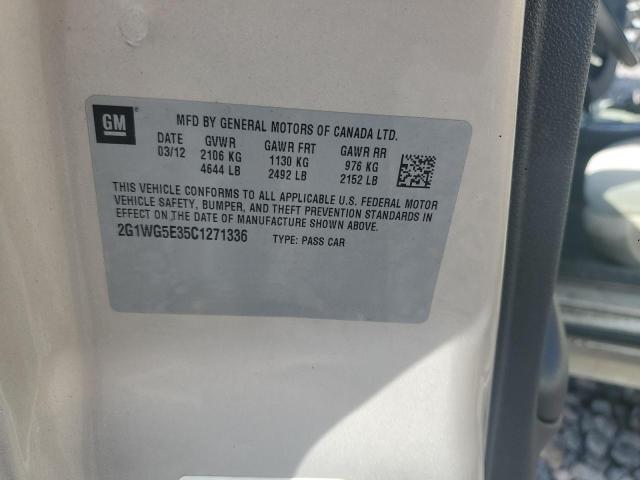 GM
MFD BY GENERAL MOTORS OF CANADA LTD.
DATE GVWR GAWR FRT GAWR RR
03/12 2106 KG 1130 KG 976 KG
4644 LB 2492 LB 2152 LB
THIS VEHICLE CONFORMS TO ALL APPLICABLE U.S. FEDERAL MOTOR
VEHICLE SAFETY, BUMPER, AND THEFT PREVENTION STANDARDS IN
EFFECT ON THE DATE OF MANUFACTURE SHOWN ABOVE.
2G1WG5E35C1271336 TYPE: PASS CAR